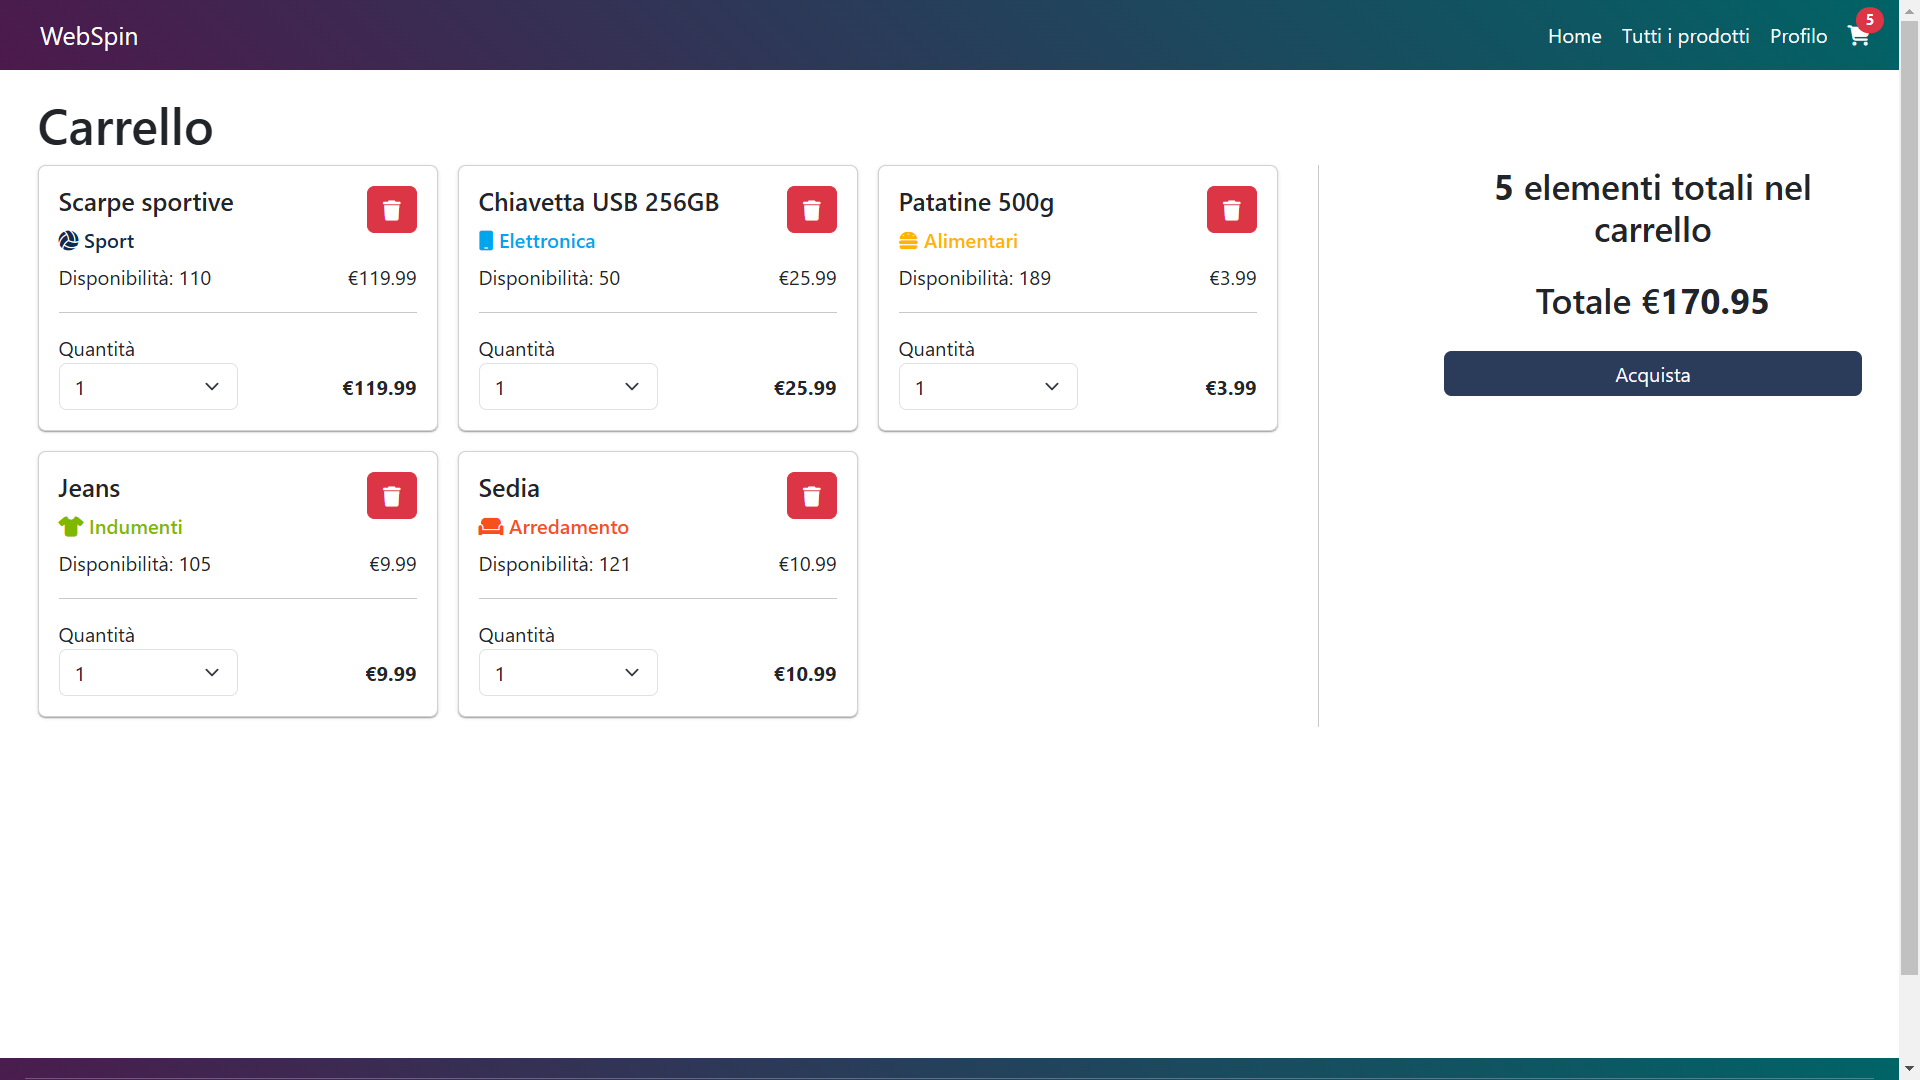 WebSpin
Home
Tutti i prodotti
Profilo
5
Carrello
Scarpe sportive
Sport
Disponibilità: 110
€119.99
Quantità
1
€119.99
Chiavetta USB 256GB
Elettronica
Disponibilità: 50
€25.99
Quantità
1
€25.99
Patatine 500g
Alimentari
Disponibilità: 189
€3.99
Quantità
1
€3.99
Jeans
Indumenti
Disponibilità: 105
€9.99
Quantità
1
€9.99
Sedia
Arredamento
Disponibilità: 121
€10.99
Quantità
1
€10.99
5 elementi totali nel
carrello
Totale €170.95
Acquista